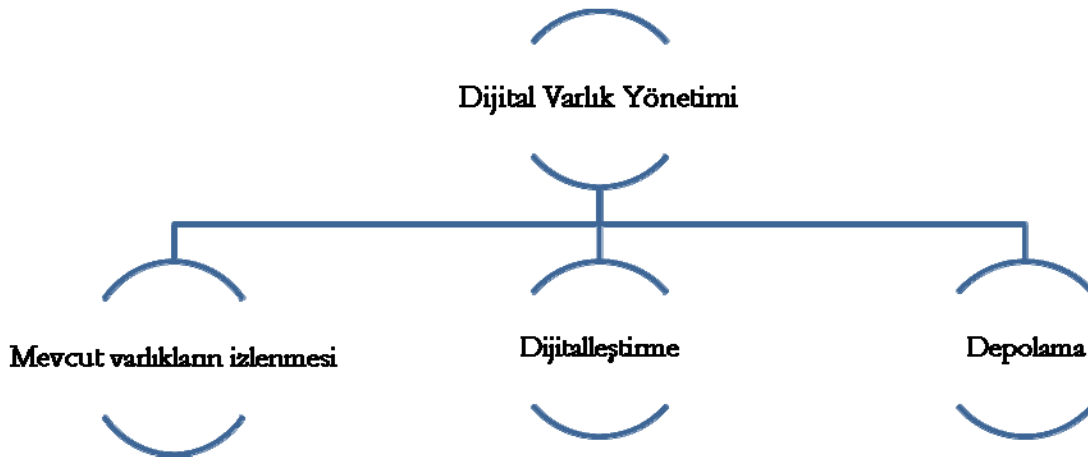 Dijital Varlık Yönetimi
Mevcut varlıkların izlenmesi
Dijitalleştirme
Depolama